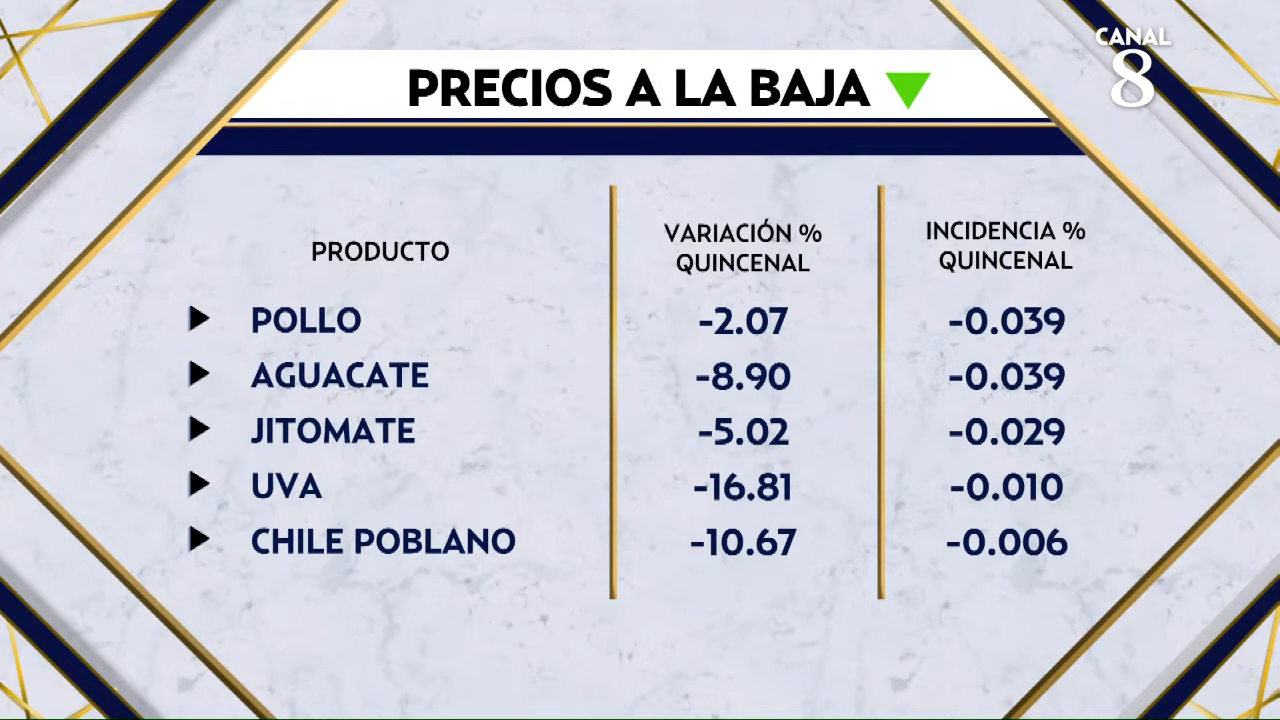 CANAL
8
PRECIOS A LA BAJA
PRODUCTO
VARIACIÓN %
QUINCENAL
INCIDENCIA %
QUINCENAL
POLLO -2.07 -0.039
AGUACATE -8.90 -0.039
JITOMATE -5.02 -0.029
UVA -16.81 -0.010
CHILE POBLANO -10.67 -0.006